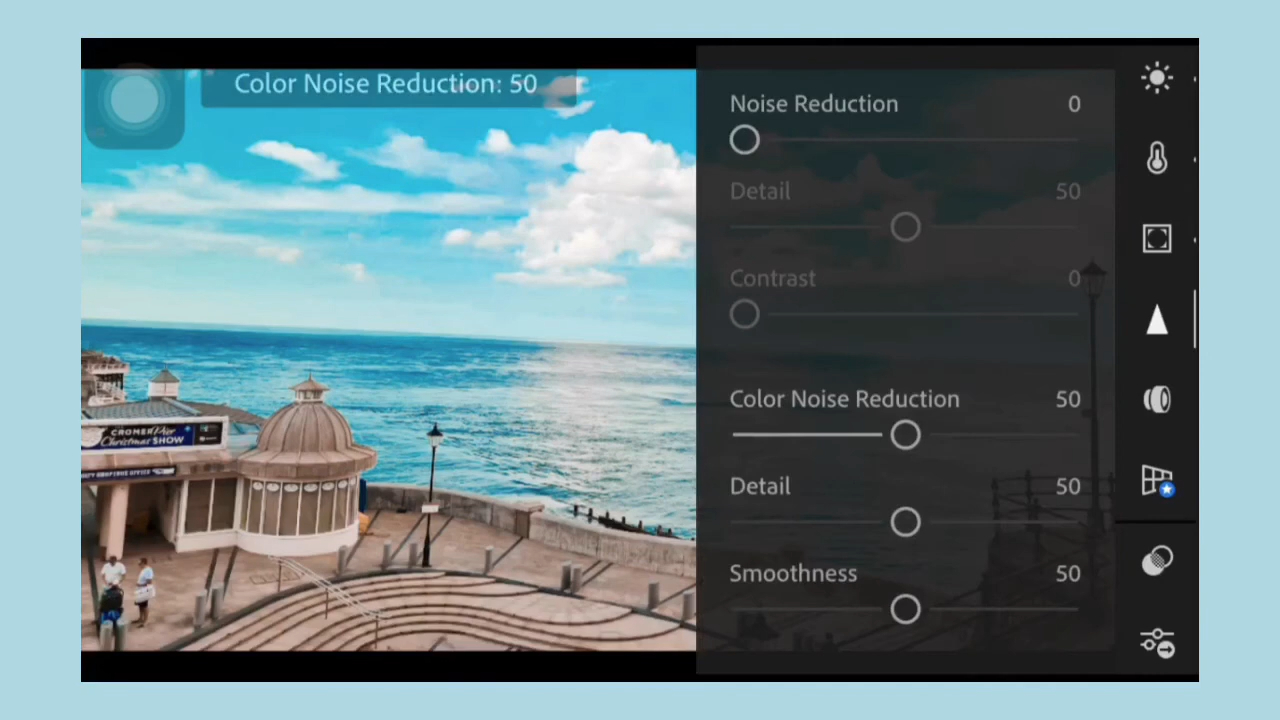 Color Noise Reduction: 50
Noise Reduction 0
Detail 50
Contrast 0
Color Noise Reduction 50
Detail 50
Smoothness 50
CROMER Pier
Christmas SHOW